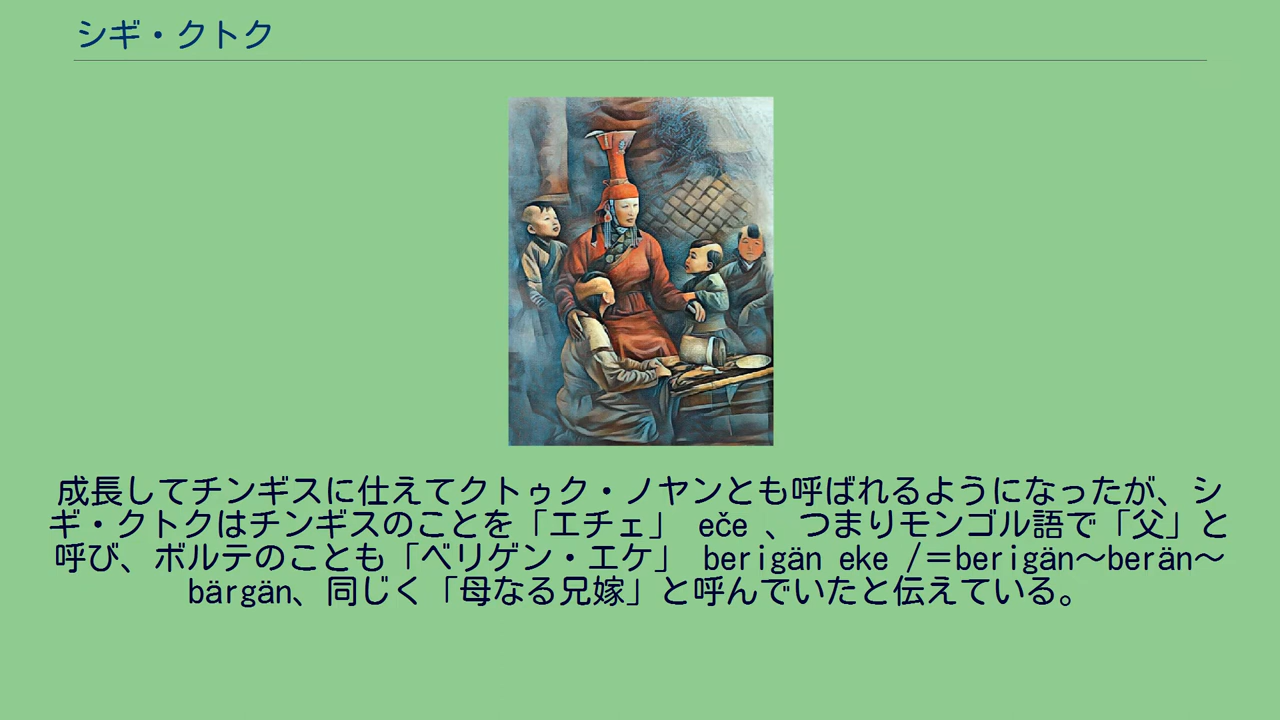 シギ・クトク
成長してチンギスに仕えてクトゥク・ノヤンとも呼ばれるようになったが、シ
ギ・クトクはチンギスのことを「エチェ」 eče 、つまりモンゴル語で「父」と
呼び、ボルテのことも「ベリゲン・エケ」 berigän eke /＝berigän～berän～
bärgän、同じく「母なる兄嫁」と呼んでいたと伝えている。